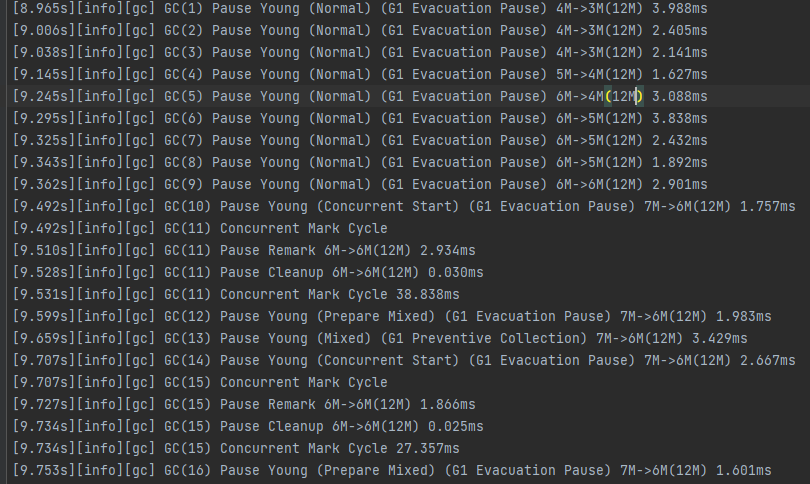 [8.965s][info][gc] GC(1) Pause Young (Normal) (G1 Evacuation Pause) 4M->3M(12M) 3.988ms
[9.006s][info][gc] GC(2) Pause Young (Normal) (G1 Evacuation Pause) 4M->3M(12M) 2.405ms
[9.038s][info][gc] GC(3) Pause Young (Normal) (G1 Evacuation Pause) 4M->3M(12M) 2.141ms
[9.145s][info][gc] GC(4) Pause Young (Normal) (G1 Evacuation Pause) 5M->4M(12M) 1.627ms
[9.245s][info][gc] GC(5) Pause Young (Normal) (G1 Evacuation Pause) 6M->4M(12M) 3.088ms
[9.295s][info][gc] GC(6) Pause Young (Normal) (G1 Evacuation Pause) 6M->5M(12M) 3.838ms
[9.325s][info][gc] GC(7) Pause Young (Normal) (G1 Evacuation Pause) 6M->5M(12M) 2.432ms
[9.343s][info][gc] GC(8) Pause Young (Normal) (G1 Evacuation Pause) 6M->5M(12M) 1.892ms
[9.362s][info][gc] GC(9) Pause Young (Normal) (G1 Evacuation Pause) 6M->6M(12M) 2.901ms
[9.492s][info][gc] GC(10) Pause Young (Concurrent Start) (G1 Evacuation Pause) 7M->6M(12M) 1.757ms
[9.492s][info][gc] GC(11) Concurrent Mark Cycle
[9.510s][info][gc] GC(11) Pause Remark 6M->6M(12M) 2.934ms
[9.528s][info][gc] GC(11) Pause Cleanup 6M->6M(12M) 0.030ms
[9.531s][info][gc] GC(11) Concurrent Mark Cycle 38.838ms
[9.599s][info][gc] GC(12) Pause Young (Prepare Mixed) (G1 Evacuation Pause) 7M->6M(12M) 1.983ms
[9.659s][info][gc] GC(13) Pause Young (Mixed) (G1 Preventive Collection) 7M->6M(12M) 3.429ms
[9.707s][info][gc] GC(14) Pause Young (Concurrent Start) (G1 Evacuation Pause) 7M->6M(12M) 2.667ms
[9.707s][info][gc] GC(15) Concurrent Mark Cycle
[9.727s][info][gc] GC(15) Pause Remark 6M->6M(12M) 1.866ms
[9.734s][info][gc] GC(15) Pause Cleanup 6M->6M(12M) 0.025ms
[9.734s][info][gc] GC(15) Concurrent Mark Cycle 27.357ms
[9.753s][info][gc] GC(16) Pause Young (Prepare Mixed) (G1 Evacuation Pause) 7M->6M(12M) 1.601ms